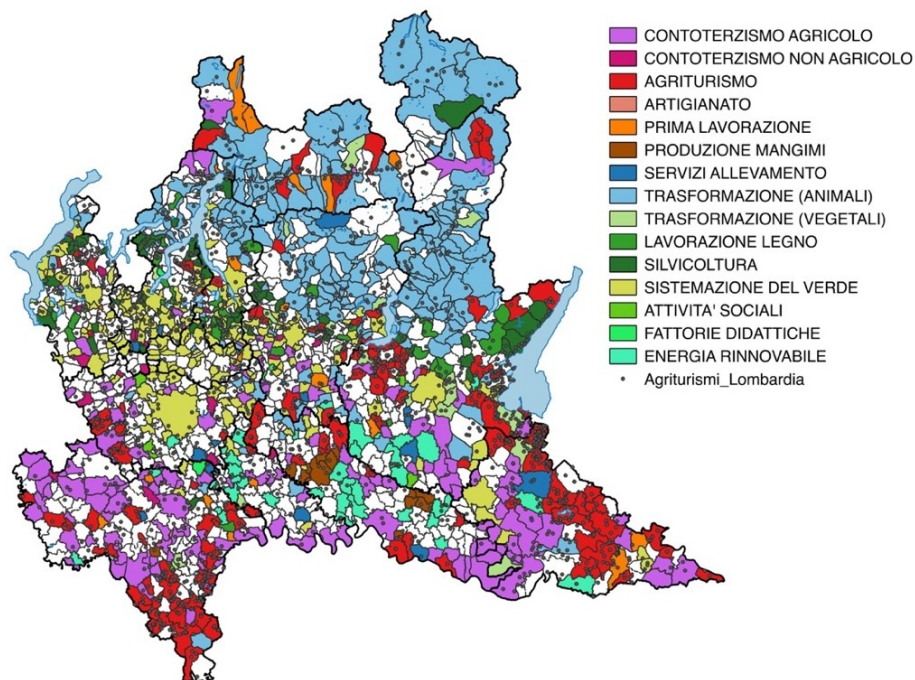 CONTOTERZISMO AGRICOLO
CONTOTERZISMO NON AGRICOLO
AGRITURISMO
ARTIGIANATO
PRIMA LAVORAZIONE
PRODUZIONE MANGIMI
SERVIZI ALLEVAMENTO
TRASFORMAZIONE (ANIMALI)
TRASFORMAZIONE (VEGETALI)
LAVORAZIONE LEGNO
SILVICOLTURA
SISTEMAZIONE DEL VERDE
ATTIVITA' SOCIALI
FATTORIE DIDATTICHE
ENERGIA RINNOVABILE
Agriturismi_Lombardia